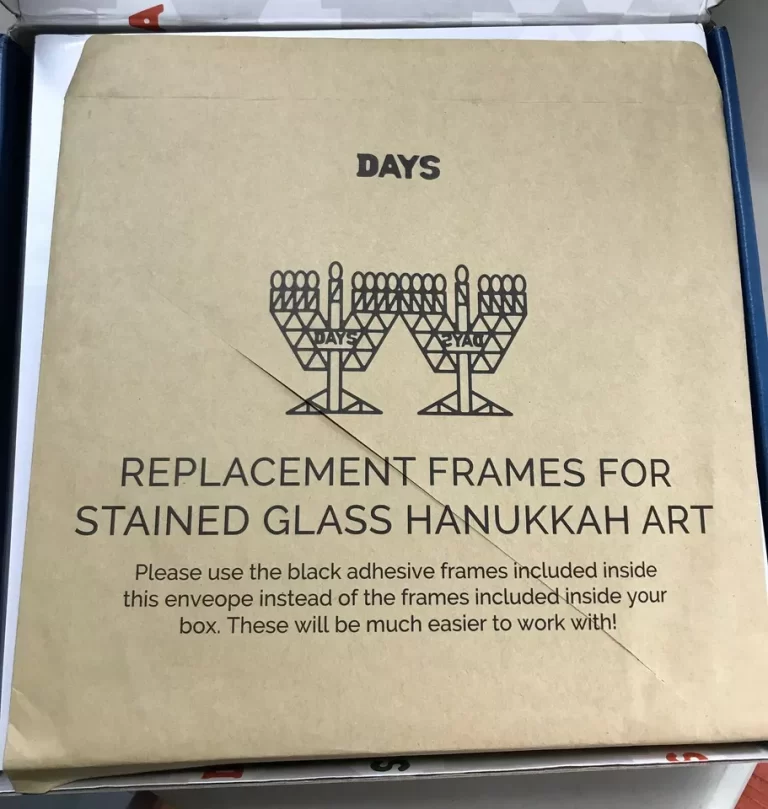 DAYS
DAYS DAYS
REPLACEMENT FRAMES FOR
STAINED GLASS HANUKKAH ART
Please use the black adhesive frames included inside
this enveope instead of the frames included inside your
box. These will be much easier to work with!